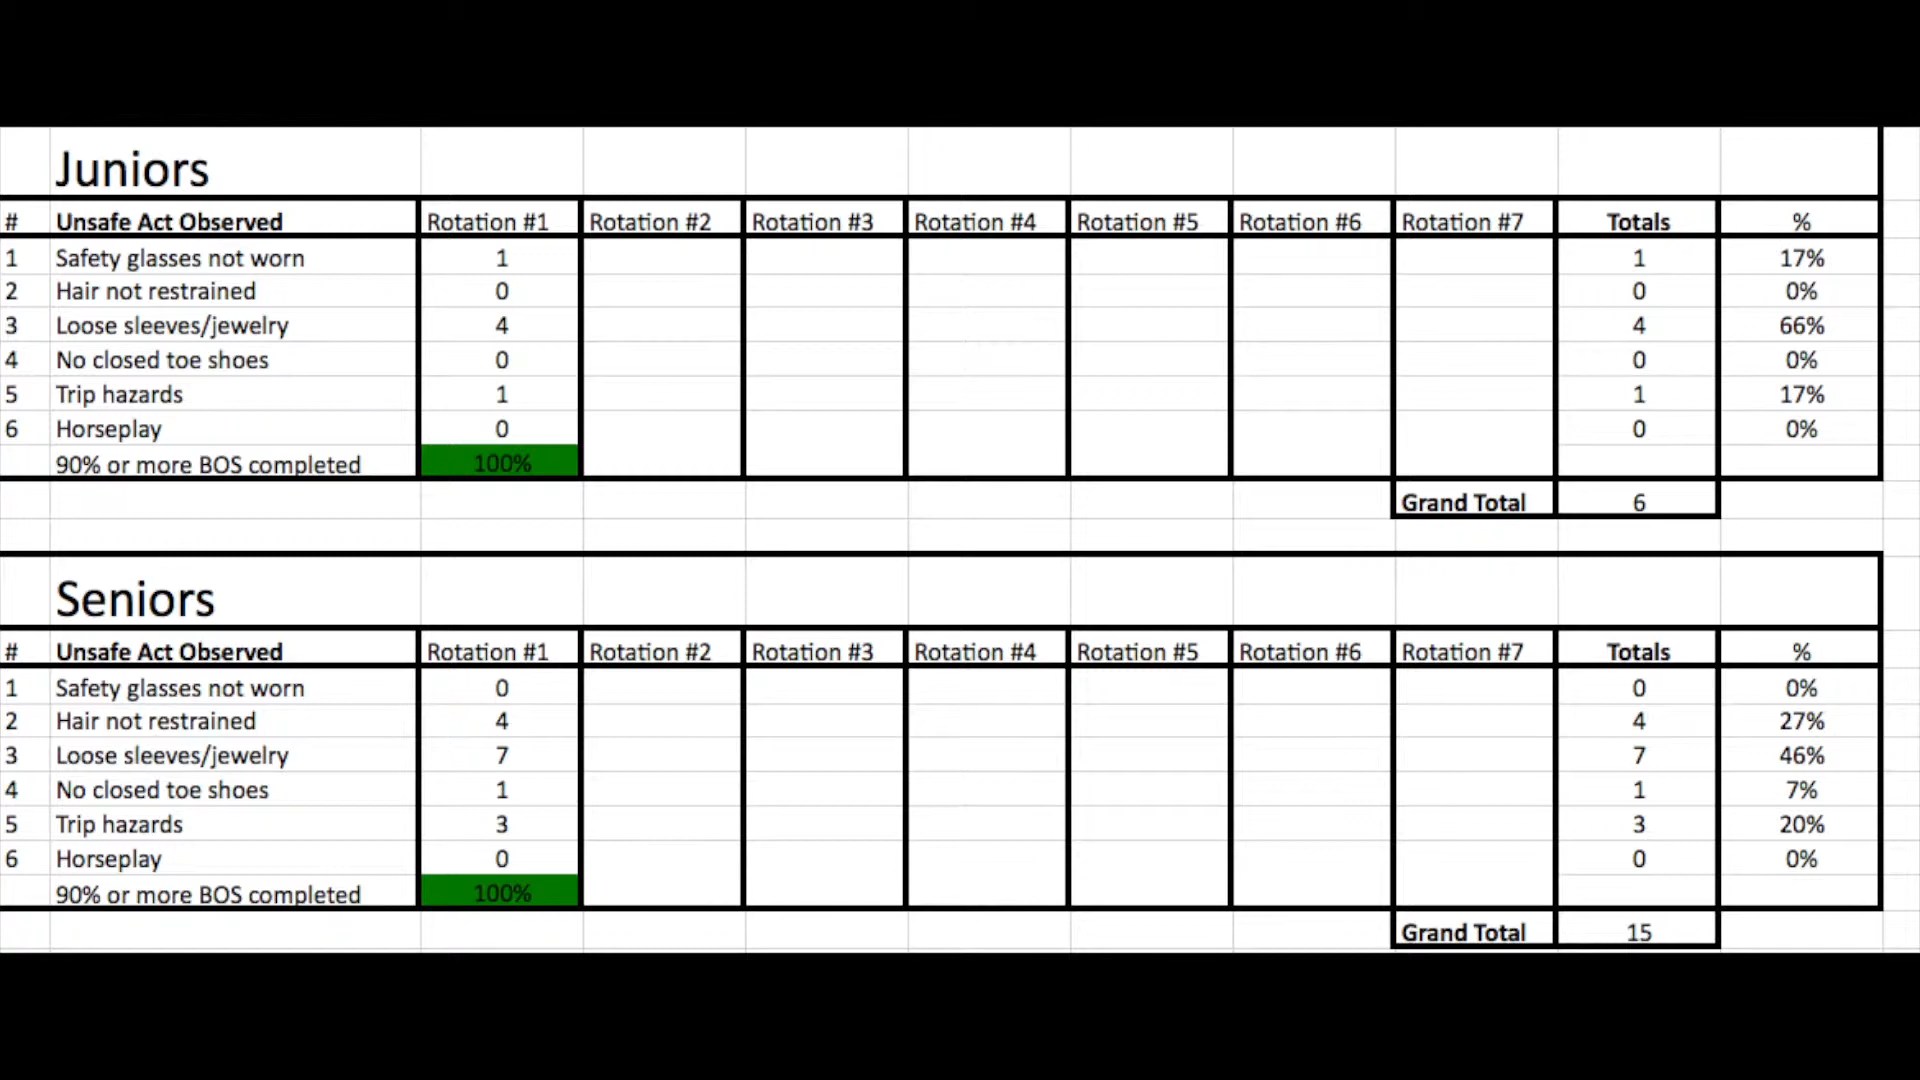 Juniors
# Unsafe Act Observed Rotation #1 Rotation #2 Rotation #3 Rotation #4 Rotation #5 Rotation #6 Rotation #7 Totals %
1 Safety glasses not worn 1 1 17%
2 Hair not restrained 0 0 0%
3 Loose sleeves/jewelry 4 4 66%
4 No closed toe shoes 0 0 0%
5 Trip hazards 1 1 17%
6 Horseplay 0 0 0%
90% or more BOS completed 100%
Grand Total 6
Seniors
# Unsafe Act Observed Rotation #1 Rotation #2 Rotation #3 Rotation #4 Rotation #5 Rotation #6 Rotation #7 Totals %
1 Safety glasses not worn 0 0 0%
2 Hair not restrained 4 4 27%
3 Loose sleeves/jewelry 7 7 46%
4 No closed toe shoes 1 1 7%
5 Trip hazards 3 3 20%
6 Horseplay 0 0 0%
90% or more BOS completed 100%
Grand Total 15